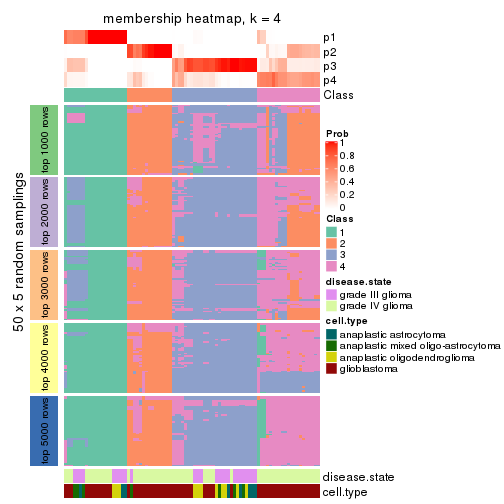 membership heatmap, k = 4
p1
p2
p3
p4
Class
50 x 5 random samplings
top 1000 rows
top 2000 rows
top 3000 rows
top 4000 rows
top 5000 rows
Prob
1
0.8
0.6
0.4
0.2
0
Class
1
2
3
4
disease.state
grade III glioma
grade IV glioma
cell.type
anaplastic astrocytoma
anaplastic mixed oligo-astrocytoma
anaplastic oligodendroglioma
glioblastoma
disease.state
cell.type